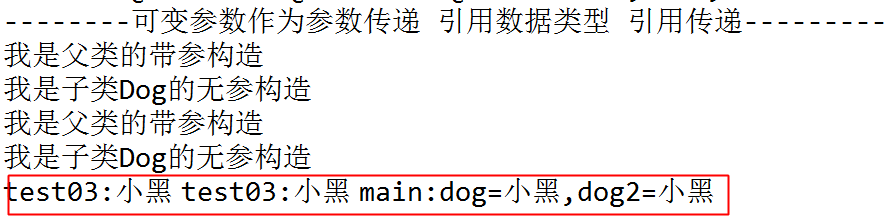 --------可变参数作为参数传递 引用数据类型 引用传递---------
我是父类的带参构造
我是子类Dog的无参构造
我是父类的带参构造
我是子类Dog的无参构造
test03:小黑 test03:小黑 main:dog=小黑,dog2=小黑